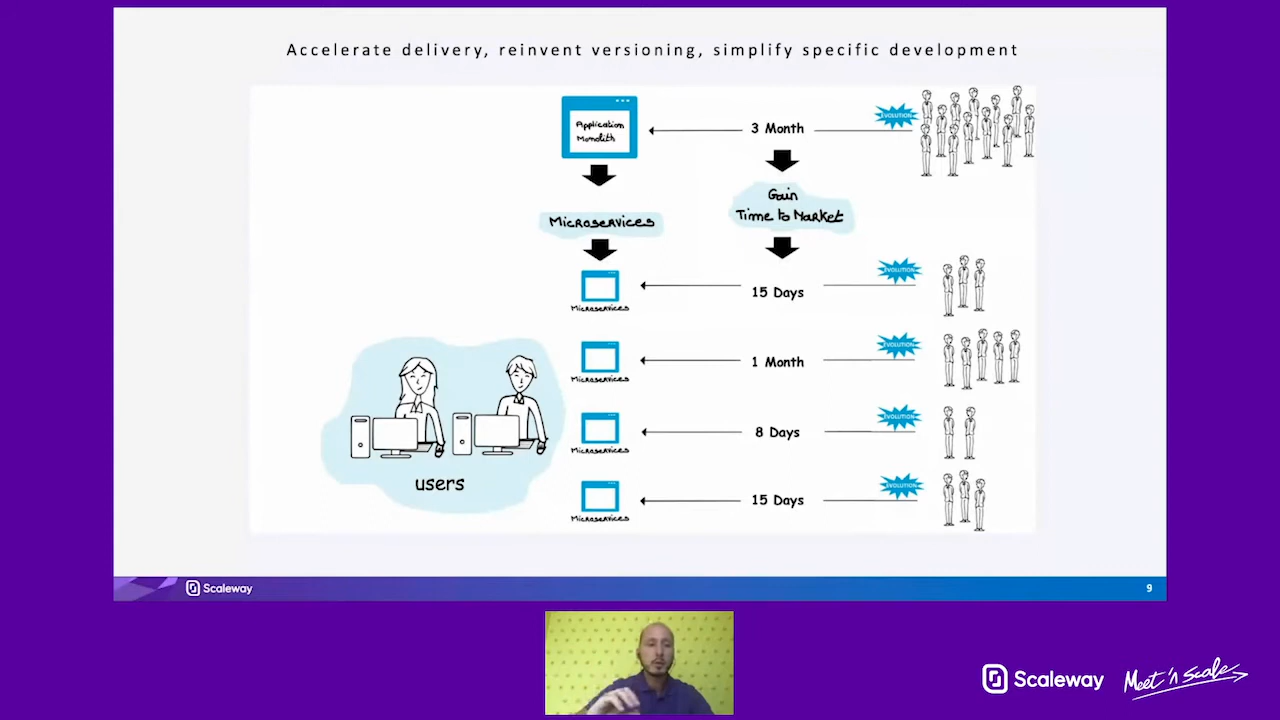 Accelerate delivery, reinvent versioning, simplify specific development
Application
Monolith
3 Month
EVOLUTION
Microservices
Gain
Time to Market
Microservices
15 Days
EVOLUTION
Microservices
1 Month
EVOLUTION
Microservices
8 Days
EVOLUTION
Microservices
15 Days
EVOLUTION
users
Scaleway
9
Scaleway
Meet 'n Scale